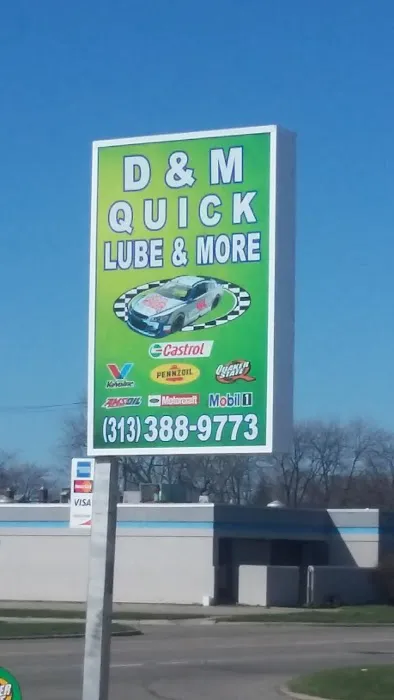 D & M
QUICK
LUBE & MORE
Castrol
Valvoline PENNZOIL QUAKER STATE
AMSOIL Motorcraft Mobil 1
(313) 388-9773
VISA